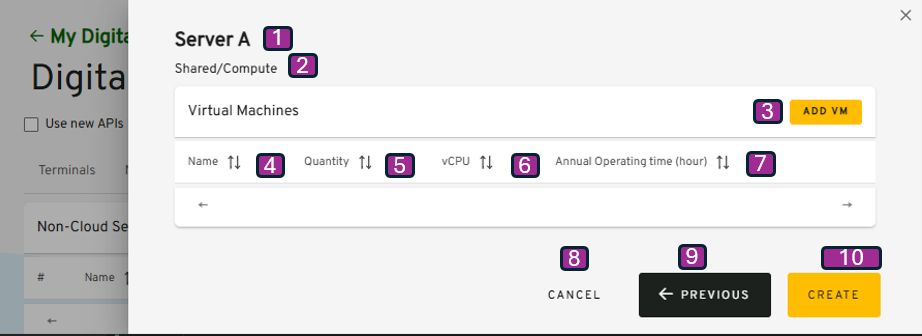 ← My Digita
Digita
Use new APIs
Terminals
Non-Cloud Se
# Name
←
Server A 1
Shared/Compute 2
Virtual Machines 3 ADD VM
Name 4 Quantity 5 vCPU 6 Annual Operating time (hour) 7
← →
8 9 10
CANCEL ← PREVIOUS CREATE